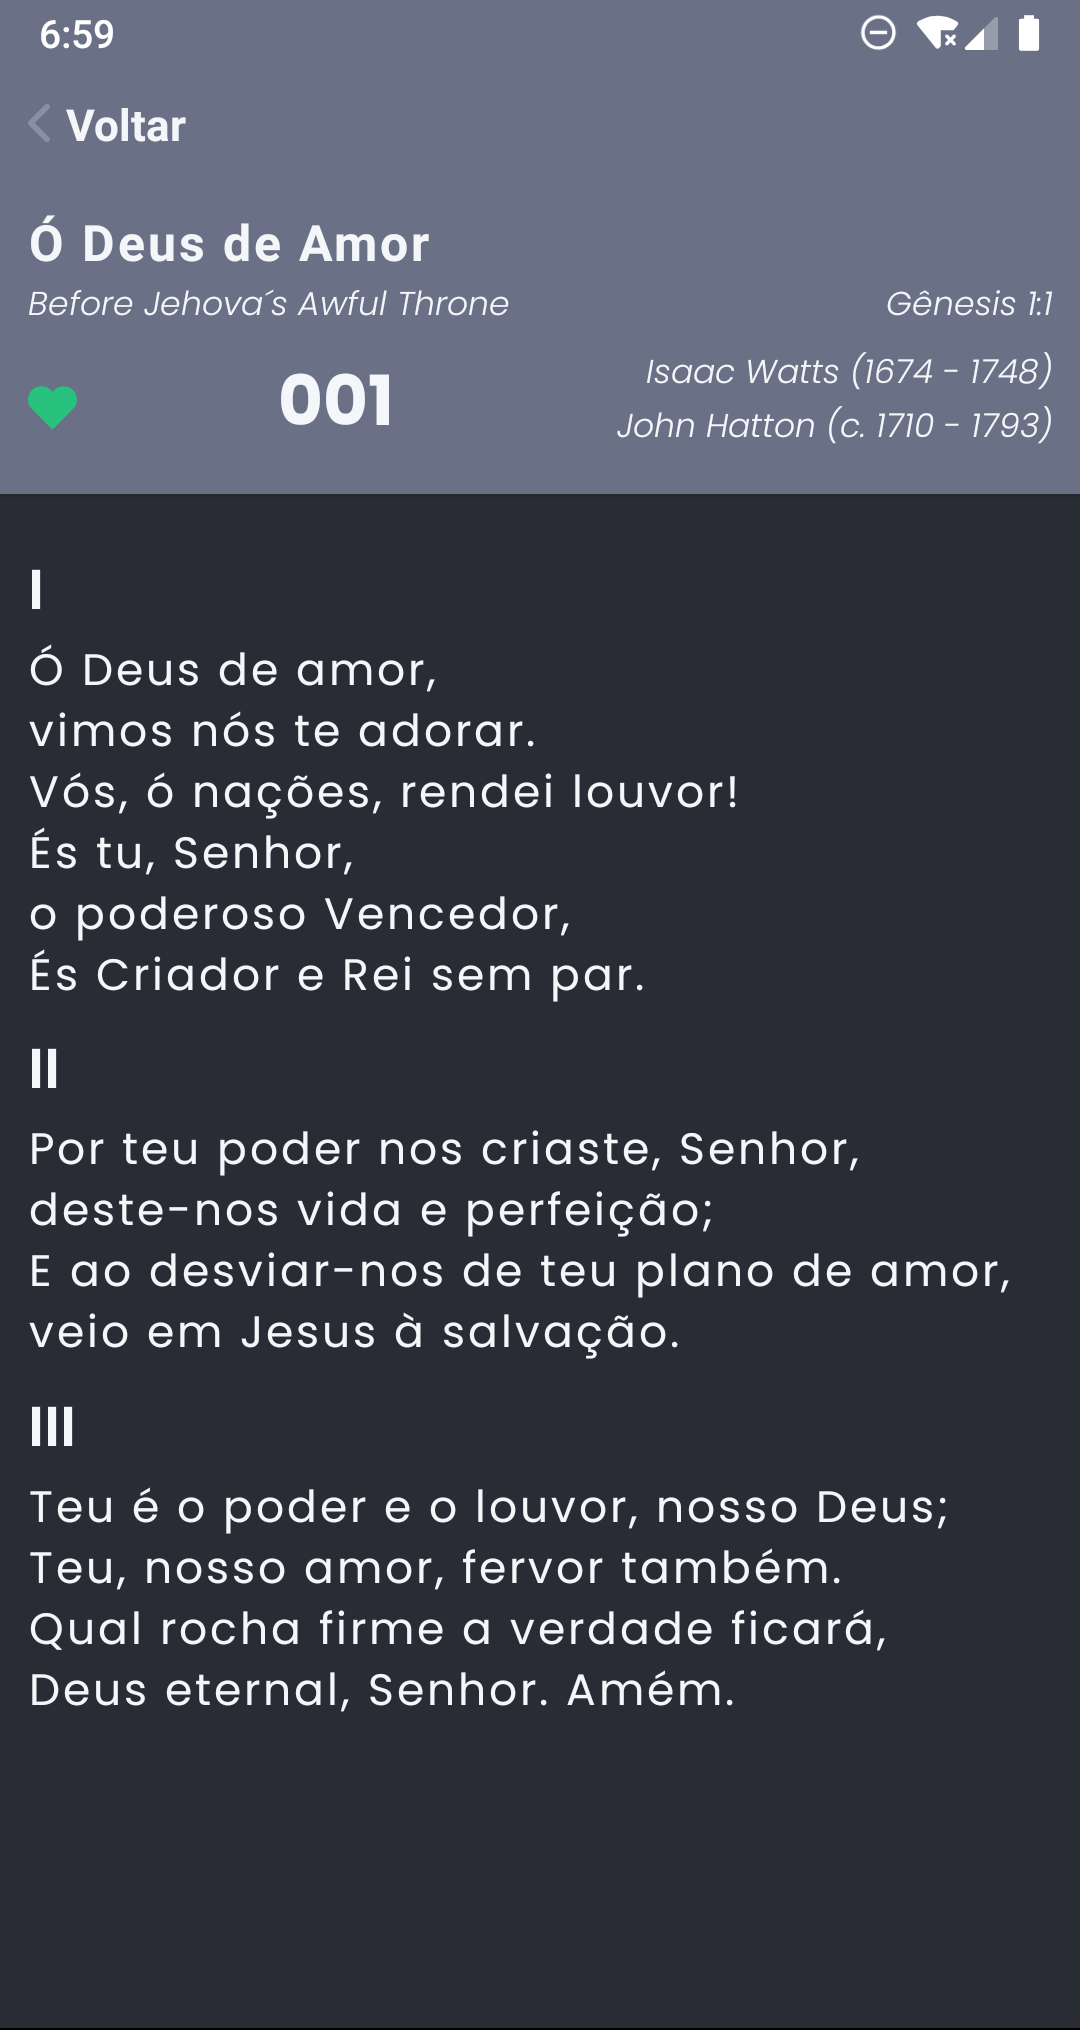 6:59
Voltar
Ó Deus de Amor
Before Jehova´s Awful Throne
Gênesis 1:1
001
Isaac Watts (1674 - 1748)
John Hatton (c. 1710 - 1793)
I
Ó Deus de amor,
vimos nós te adorar.
Vós, ó nações, rendei louvor!
És tu, Senhor,
o poderoso Vencedor,
És Criador e Rei sem par.
II
Por teu poder nos criaste, Senhor,
deste-nos vida e perfeição;
E ao desviar-nos de teu plano de amor,
veio em Jesus à salvação.
III
Teu é o poder e o louvor, nosso Deus;
Teu, nosso amor, fervor também.
Qual rocha firme a verdade ficará,
Deus eternal, Senhor. Amém.